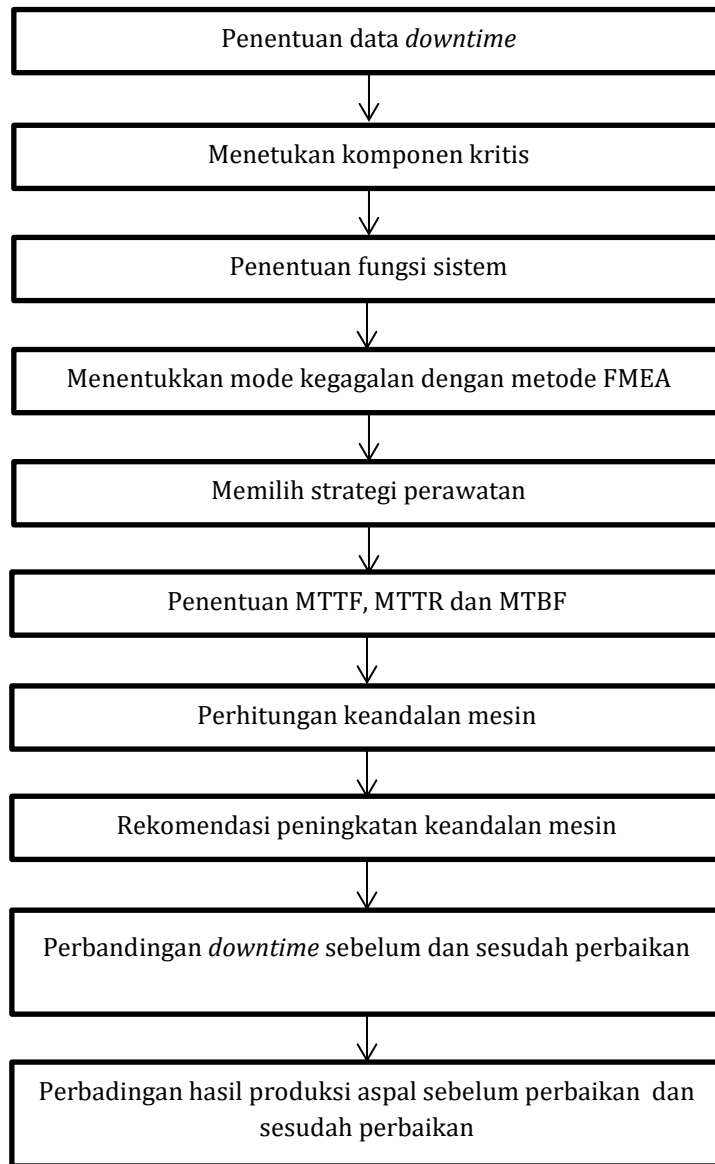 Penentuan data downtime
Menetukan komponen kritis
Penentuan fungsi sistem
Menentukkan mode kegagalan dengan metode FMEA
Memilih strategi perawatan
Penentuan MTTF, MTTR dan MTBF
Perhitungan keandalan mesin
Rekomendasi peningkatan keandalan mesin
Perbandingan downtime sebelum dan sesudah perbaikan
Perbadingan hasil produksi aspal sebelum perbaikan dan
sesudah perbaikan